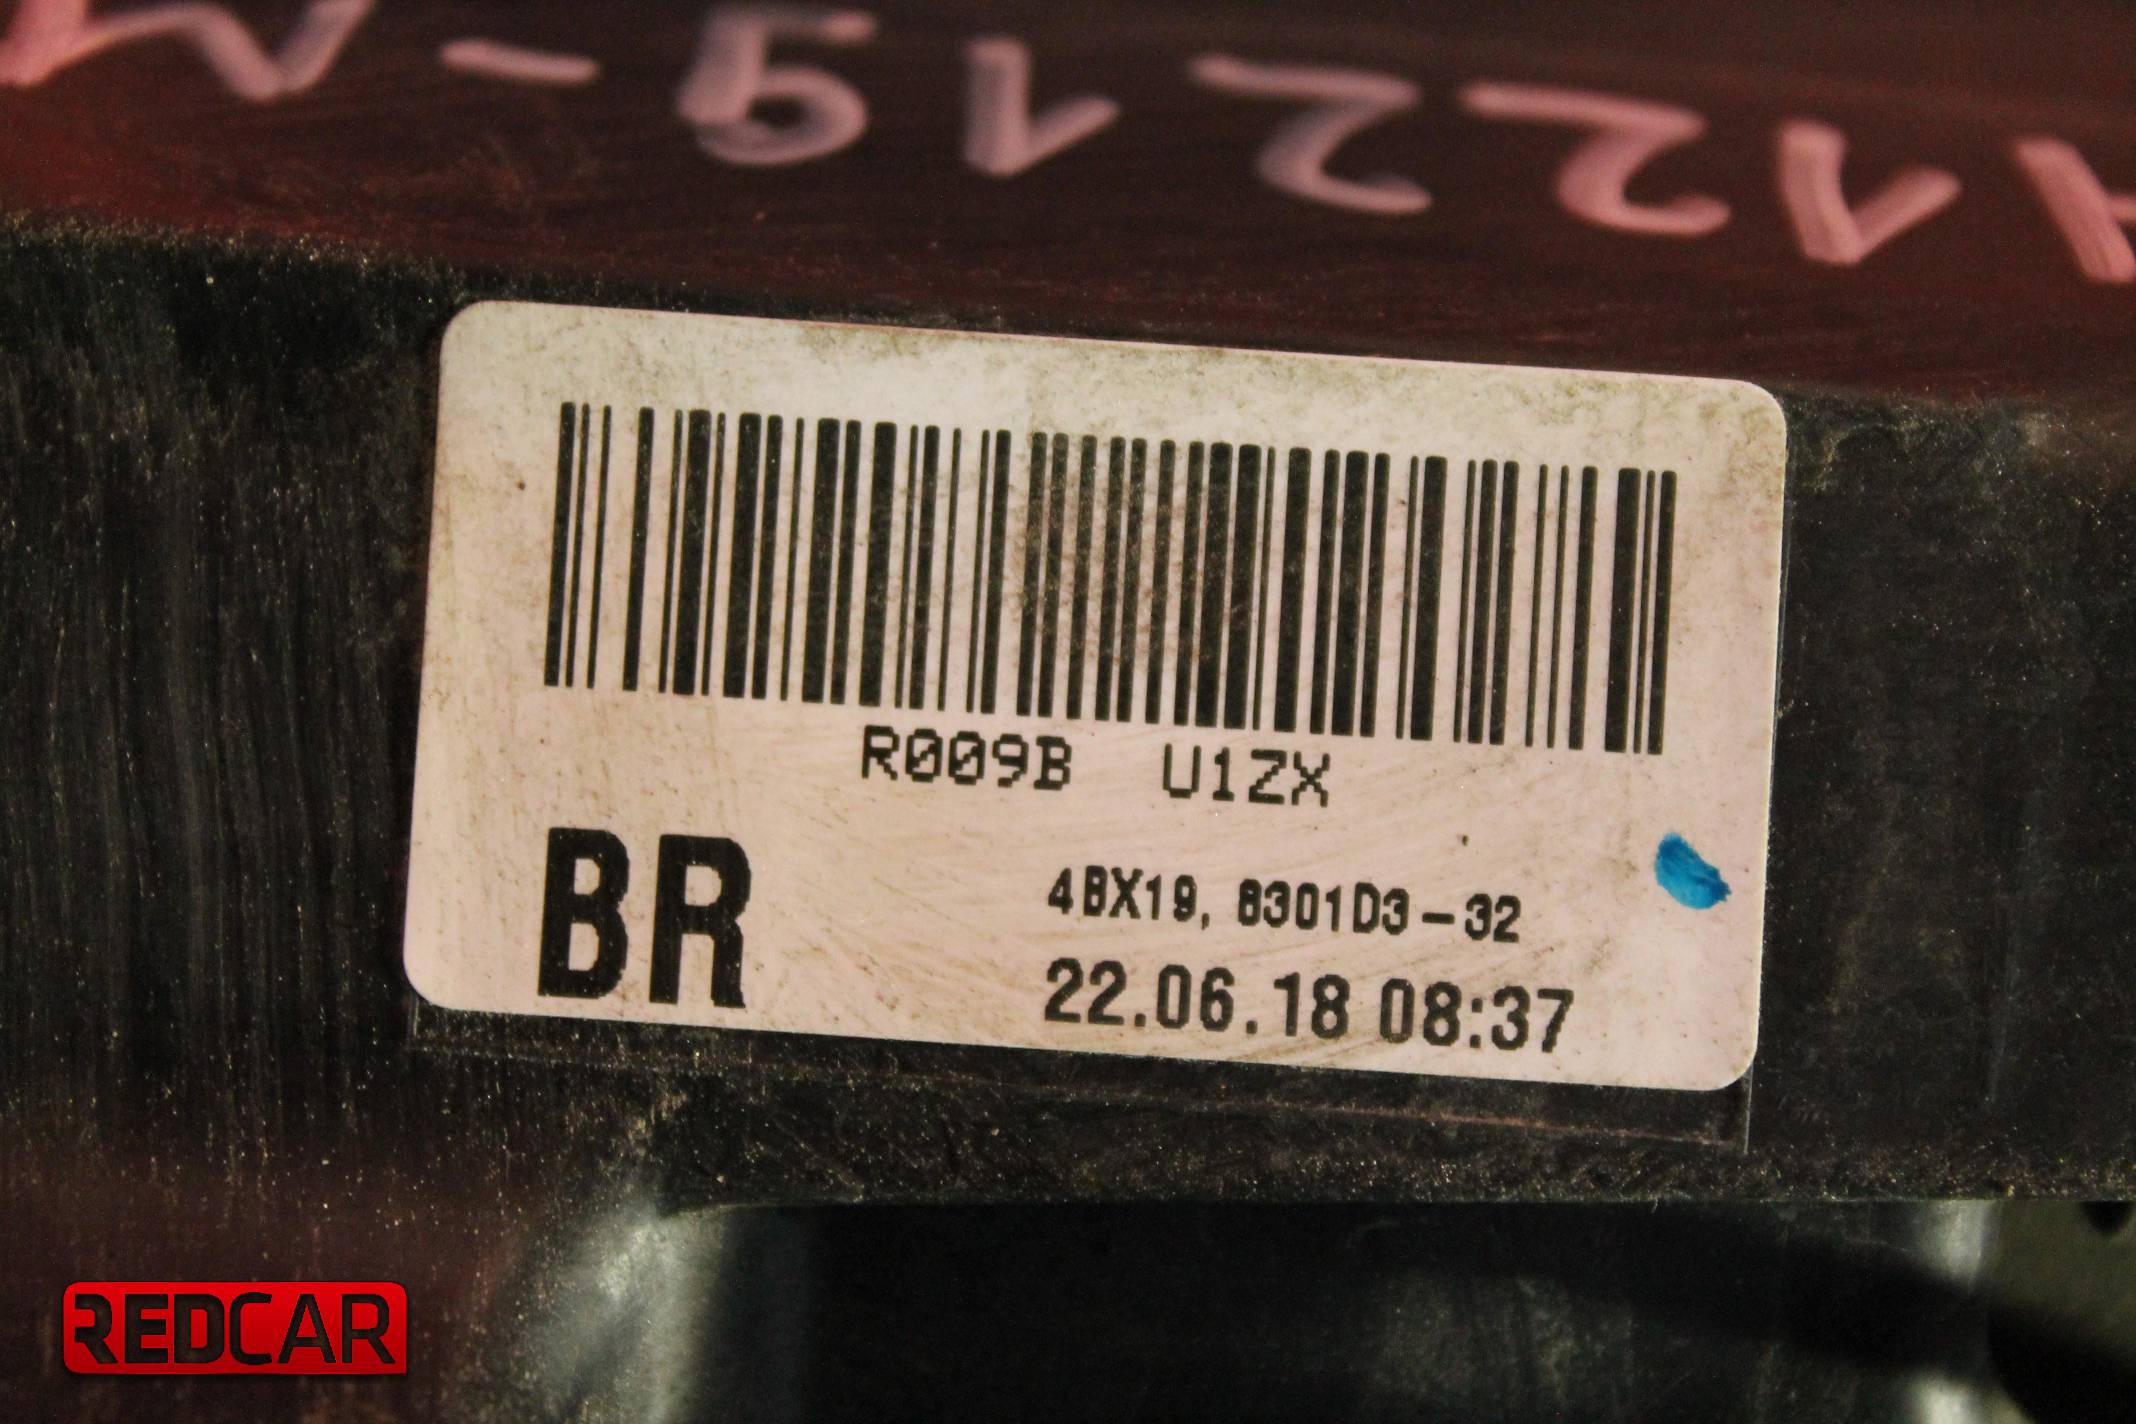 R009B U1ZX
BR
4BX19, 8301D3-32
22.06.18 08:37
REDCAR